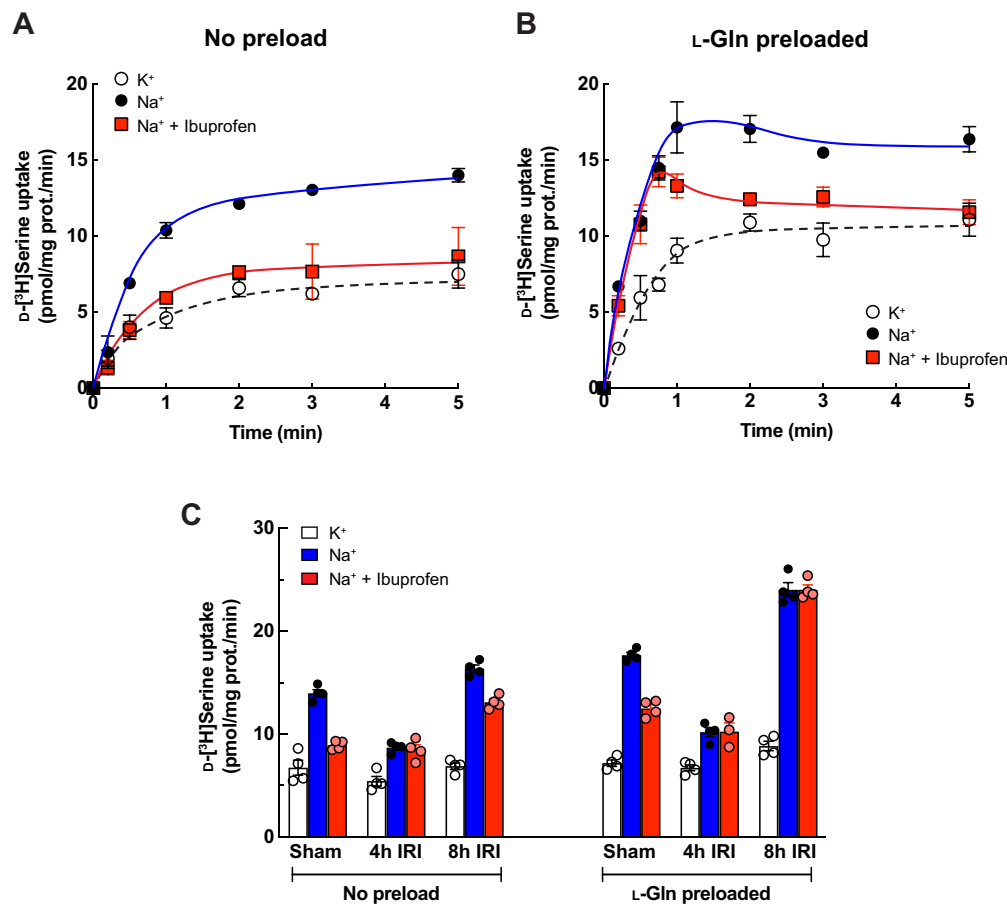 A
No preload
K⁺
Na⁺
Na⁺ + Ibuprofen
D-[³H]Serine uptake
(pmol/mg prot./min)
20
15
10
5
0
0 1 2 3 4 5
Time (min)
B
L-Gln preloaded
D-[³H]Serine uptake
(pmol/mg prot./min)
20
15
10
5
0
K⁺
Na⁺
Na⁺ + Ibuprofen
0 1 2 3 4 5
Time (min)
C
K⁺
Na⁺
Na⁺ + Ibuprofen
D-[³H]Serine uptake
(pmol/mg prot./min)
30
20
10
0
Sham 4h IRI 8h IRI Sham 4h IRI 8h IRI
No preload L-Gln preloaded